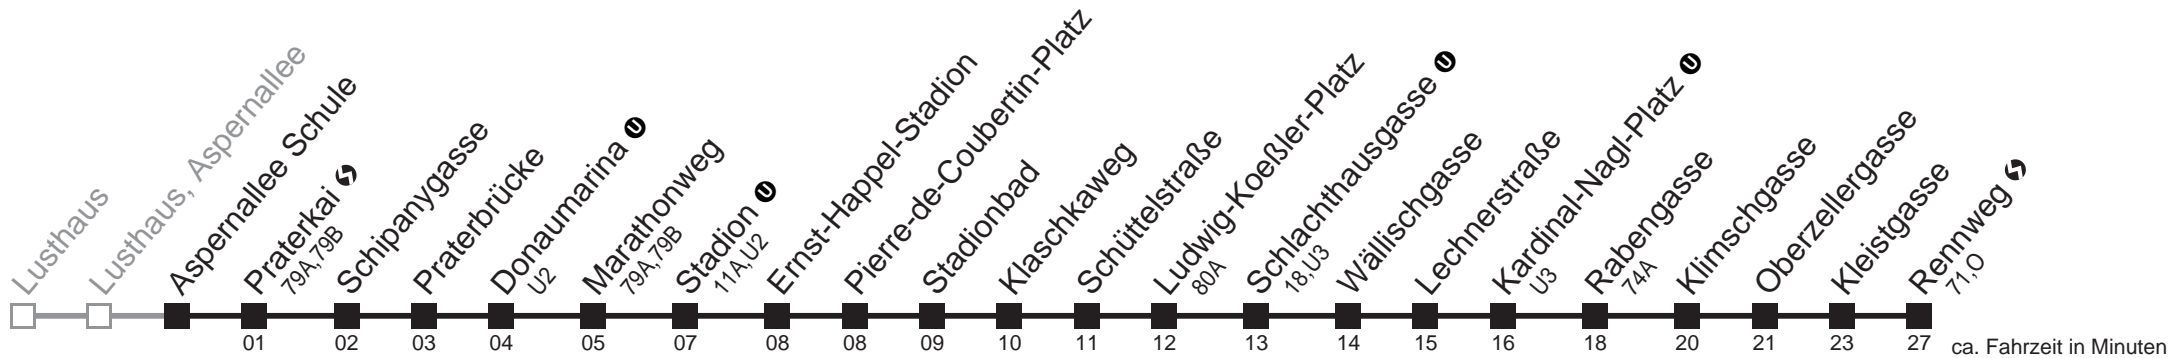 Lusthaus
Lusthaus, Aspernallee
Aspernallee Schule
Praterkai
79A,79B
Schipanygasse
Praterbrücke
Donaumarina U
U2
Marathonweg
79A,79B
Stadion U
11A,U2
Ernst-Happel-Stadion
Pierre-de-Coubertin-Platz
Stadionbad
Klaschkaweg
Schüttelstraße
Ludwig-Koeßler-Platz
80A
Schlachthausgasse U
18,U3
Wällischgasse
Lechnerstraße
Kardinal-Nagl-Platz U
U3
Rabengasse
74A
Klimschgasse
Oberzellergasse
Kleistgasse
Rennweg
71,O
01 02 03 04 05 07 08 08 09 10 11 12 13 14 15 16 18 20 21 23 27 ca. Fahrzeit in Minuten